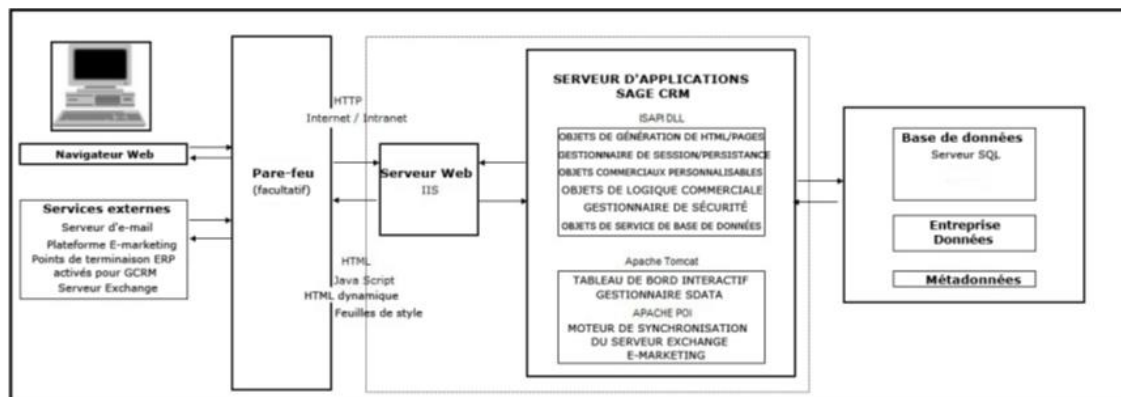 Navigateur Web
Services externes
Serveur d'e-mail
Plateforme E-marketing
Points de terminaison ERP
activés pour GCRM
Serveur Exchange
Pare-feu
(facultatif)
HTTP
Internet / Intranet
HTML
Java Script
HTML dynamique
Feuilles de style
Serveur Web
IIS
SERVEUR D'APPLICATIONS
SAGE CRM
ISAPI DLL
OBJETS DE GÉNÉRATION DE HTML/PAGES
GESTIONNAIRE DE SESSION/PERSISTANCE
OBJETS COMMERCIAUX PERSONNALISABLES
OBJETS DE LOGIQUE COMMERCIALE
GESTIONNAIRE DE SÉCURITÉ
OBJETS DE SERVICE DE BASE DE DONNÉES
Apache Tomcat
TABLEAU DE BORD INTERACTIF
GESTIONNAIRE SDATA
APACHE POI
MOTEUR DE SYNCHRONISATION
DU SERVEUR EXCHANGE
E-MARKETING
Base de données
Serveur SQL
Entreprise
Données
Métadonnées